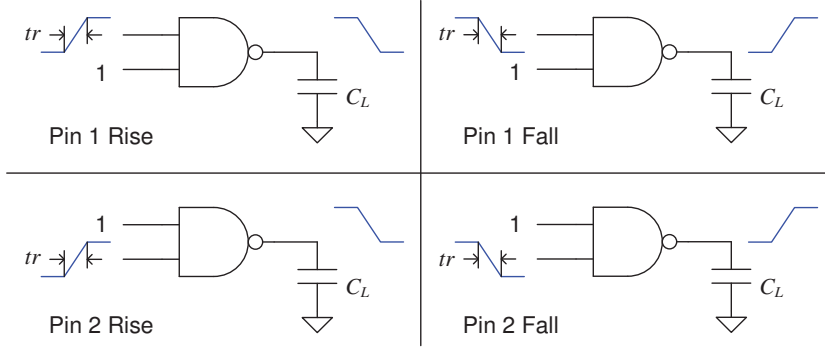 tr
1
C_L
Pin 1 Rise
tr
1
C_L
Pin 1 Fall
1
tr
C_L
Pin 2 Rise
1
tr
C_L
Pin 2 Fall